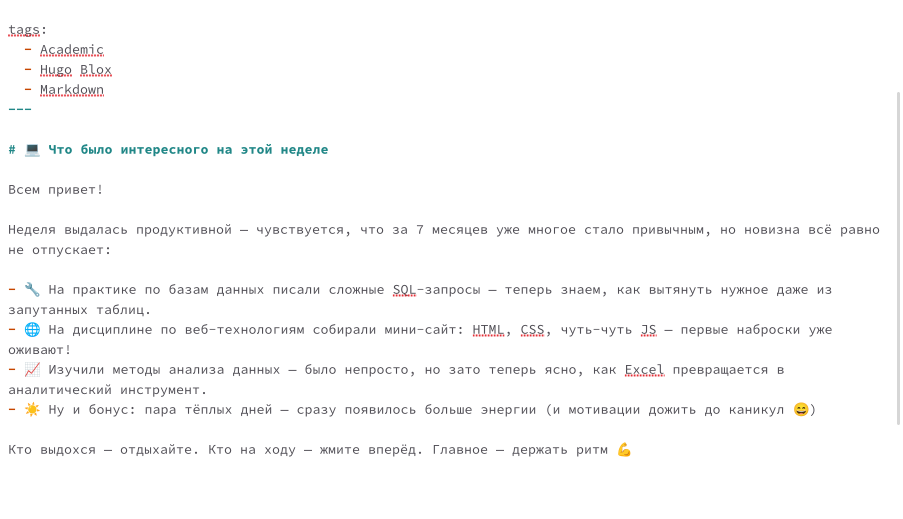 tags:
  - Academic
  - Hugo Blox
  - Markdown
---
# 💻 Что было интересного на этой неделе
Всем привет!
Неделя выдалась продуктивной — чувствуется, что за 7 месяцев уже многое стало привычным, но новизна всё равно
не отпускает:
- 🔧 На практике по базам данных писали сложные SQL-запросы — теперь знаем, как вытянуть нужное даже из
запутанных таблиц.
- 🌐 На дисциплине по веб-технологиям собирали мини-сайт: HTML, CSS, чуть-чуть JS — первые наброски уже
оживают!
- 📈 Изучили методы анализа данных — было непросто, но зато теперь ясно, как Excel превращается в
аналитический инструмент.
- ☀️ Ну и бонус: пара тёплых дней — сразу появилось больше энергии (и мотивации дожить до каникул 😄)
Кто выдохся — отдыхайте. Кто на ходу — жмите вперёд. Главное — держать ритм 💪